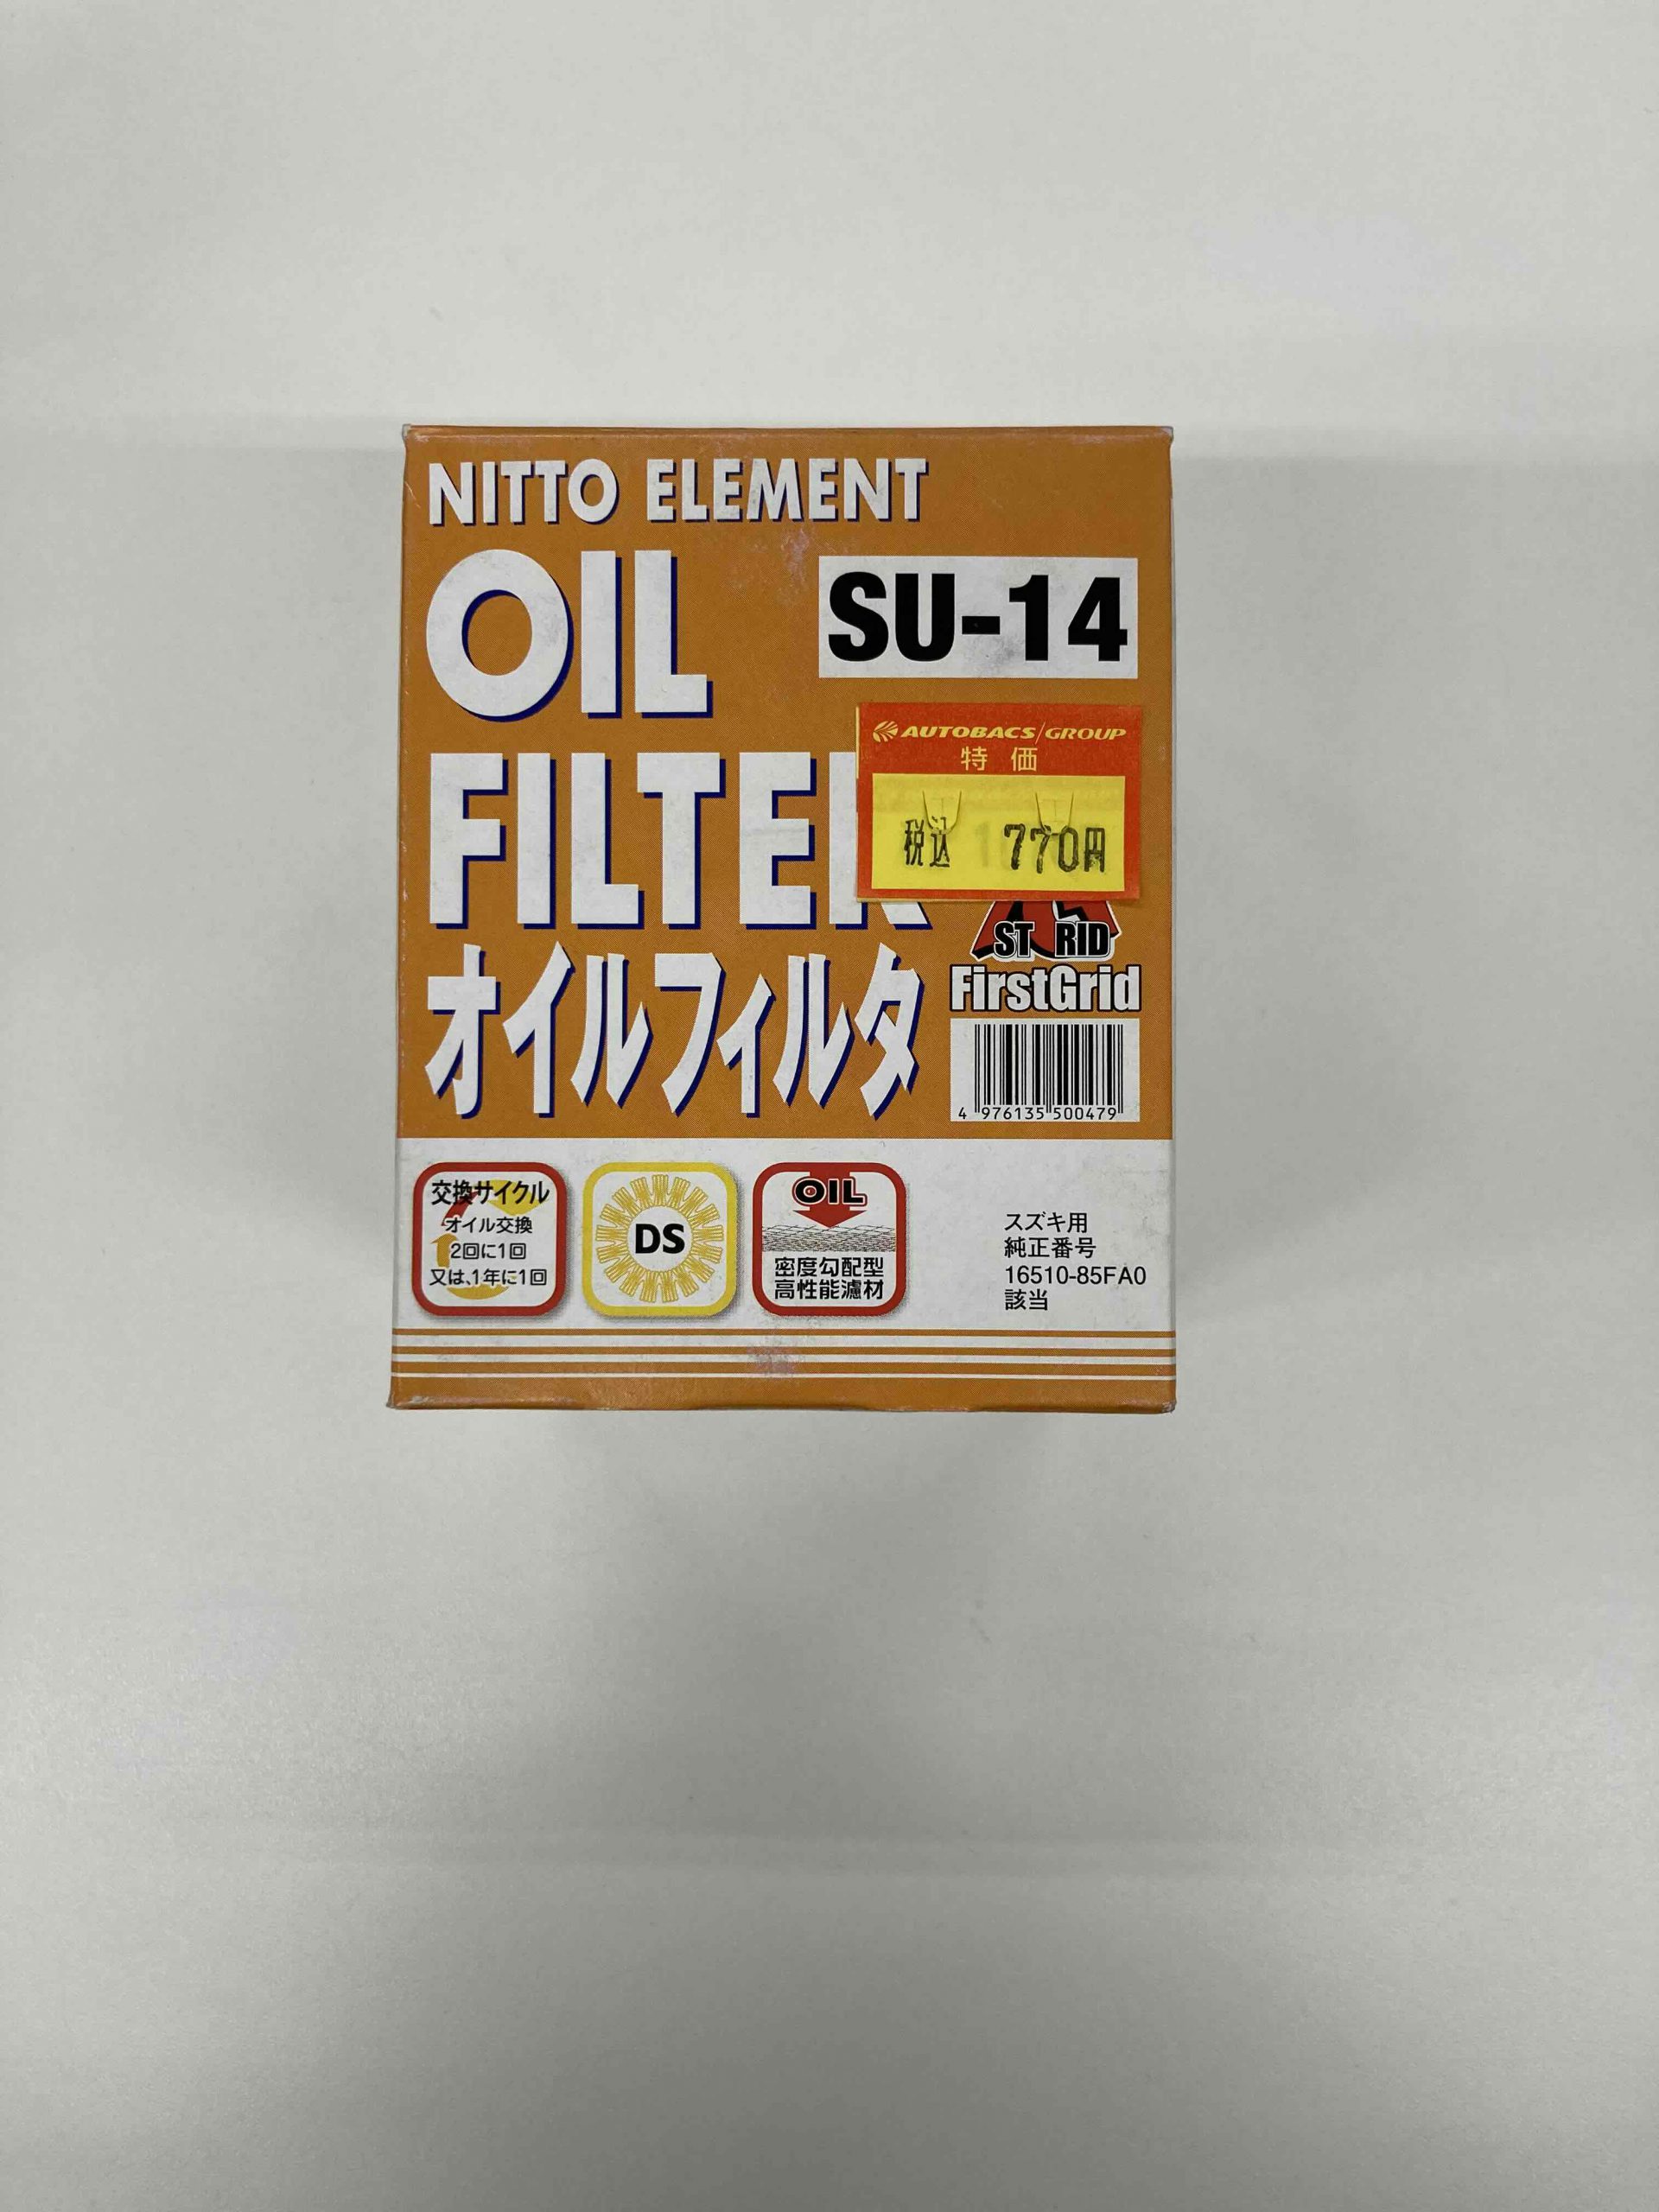 NITTO ELEMENT
OIL
SU-14
FILTER
AUTOBACS/GROUP
特価
税込 770円
ST RID
FirstGrid
オイルフィルタ
4 976135 500479
交換サイクル
オイル交換
2回に1回
又は、1年に1回
DS
OIL
密度勾配型
高性能濾材
スズキ用
純正番号
16510-85FA0
該当